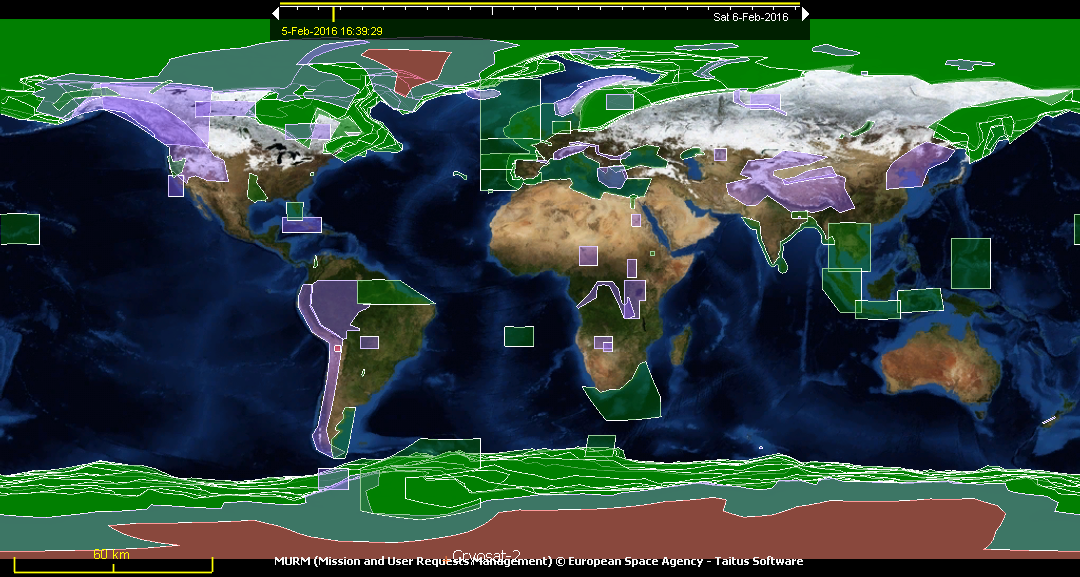 Sat 6-Feb-2016
5-Feb-2016 16:39:29
60 km
Cryosat-2
MURM (Mission and User Requests Management) © European Space Agency - Taitus Software